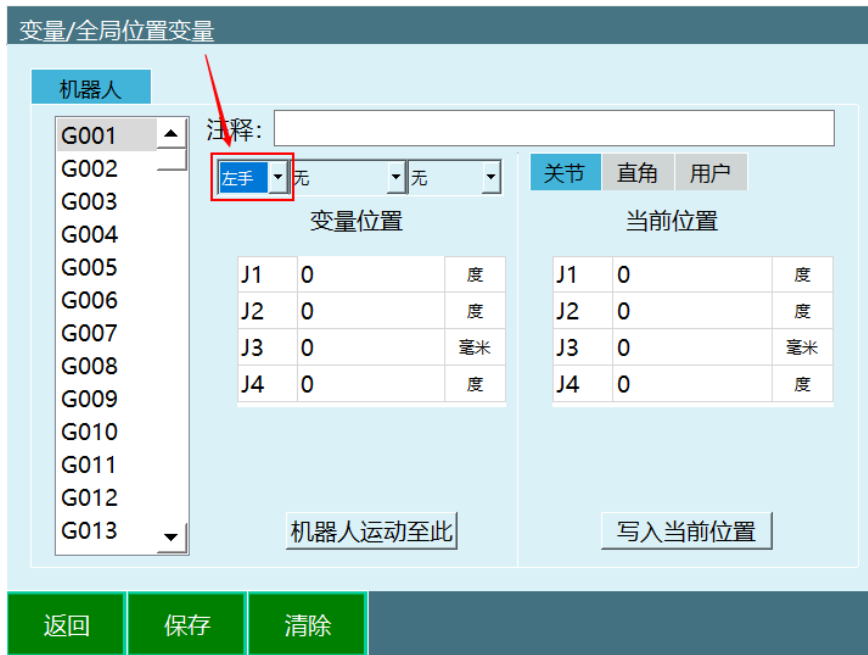 变量/全局位置变量
机器人
注释：
G001
G002
G003
G004
G005
G006
G007
G008
G009
G010
G011
G012
G013
左手 无 无
变量位置
J1 0 度
J2 0 度
J3 0 毫米
J4 0 度
机器人运动至此
关节 直角 用户
当前位置
J1 0 度
J2 0 度
J3 0 毫米
J4 0 度
写入当前位置
返回 保存 清除